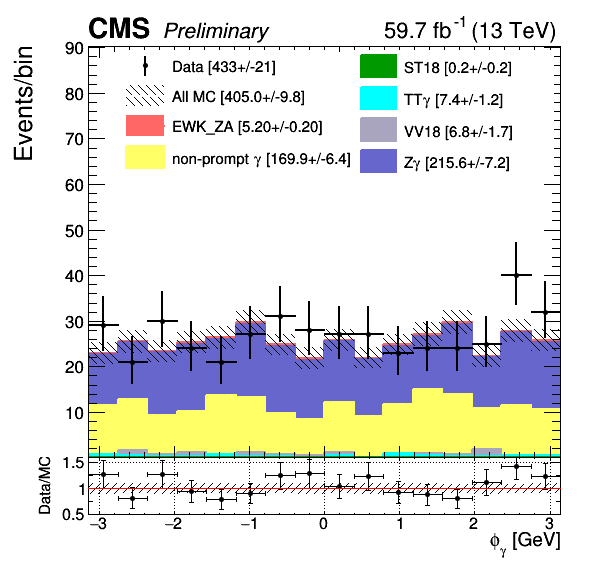 CMS Preliminary 59.7 fb⁻¹ (13 TeV)
Events/bin
90
80
70
60
50
40
30
20
10
Data [433+/-21]
All MC [405.0+/-9.8]
EWK_ZA [5.20+/-0.20]
non-prompt γ [169.9+/-6.4]
ST18 [0.2+/-0.2]
TTγ [7.4+/-1.2]
VV18 [6.8+/-1.7]
Zγ [215.6+/-7.2]
Data/MC
1.5
1
0.5
−3 −2 −1 0 1 2 3
ϕγ [GeV]